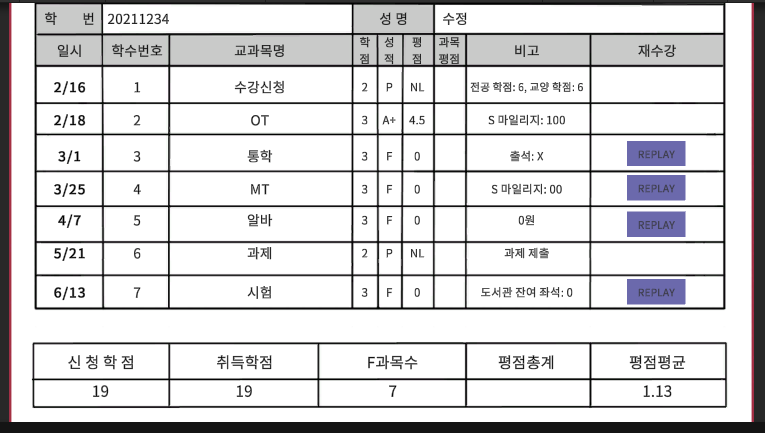 학 번 20211234 성 명 수정
일시 학수번호 교과목명 학점 성적 평점 과목평점 비고 재수강
2/16 1 수강신청 2 P NL 전공 학점: 6, 교양 학점: 6
2/18 2 OT 3 A+ 4.5 S 마일리지: 100
3/1 3 통학 3 F 0 출석: X REPLAY
3/25 4 MT 3 F 0 S 마일리지: 00 REPLAY
4/7 5 알바 3 F 0 0원 REPLAY
5/21 6 과제 2 P NL 과제 제출
6/13 7 시험 3 F 0 도서관 잔여 좌석: 0 REPLAY
신 청 학 점 취득학점 F과목수 평점총계 평점평균
19 19 7 1.13